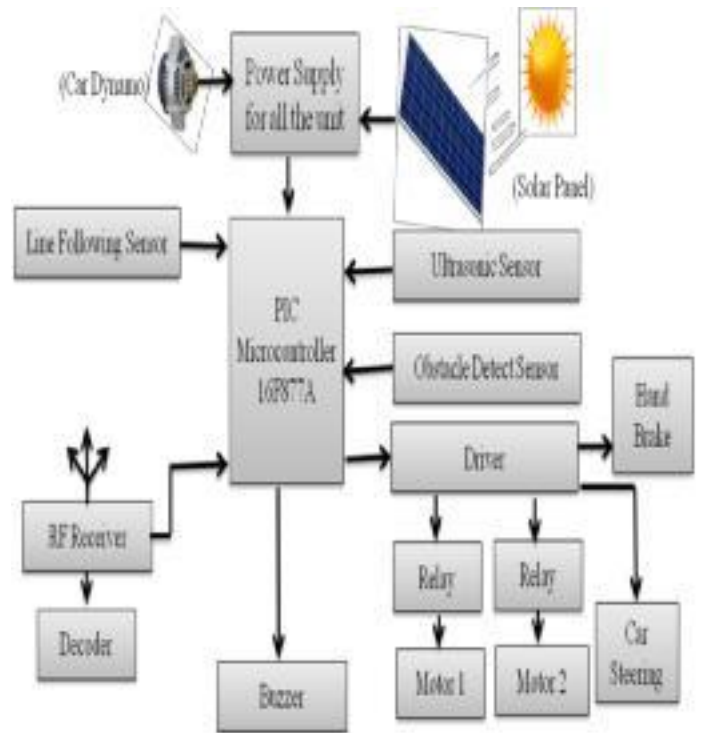 (Car Dynamo)
Power Supply
for all the unit
(Solar Panel)
Line Following Sensor
Ultrasonic Sensor
PIC
Microcontroller
16F877A
Obstacle Detect Sensor
Hand
Brake
Driver
RF Receiver
Relay
Relay
Decoder
Car
Steering
Buzzer
Motor 1
Motor 2